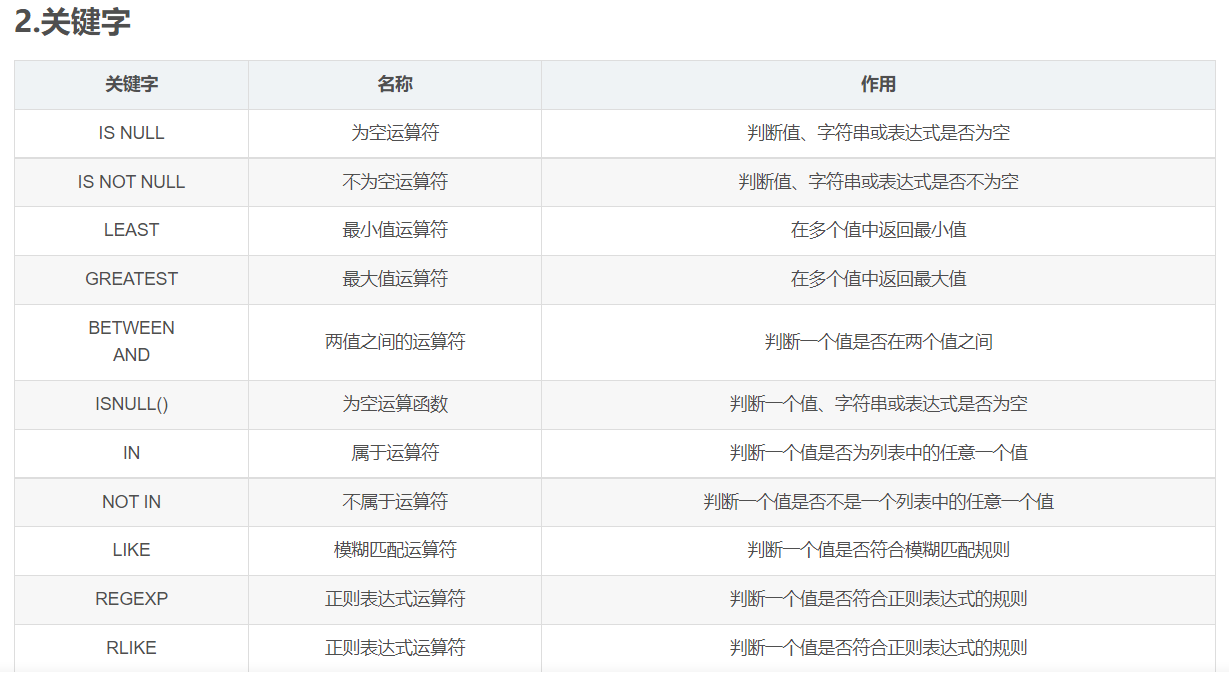 2.关键字
关键字 名称 作用
IS NULL 为空运算符 判断值、字符串或表达式是否为空
IS NOT NULL 不为空运算符 判断值、字符串或表达式是否不为空
LEAST 最小值运算符 在多个值中返回最小值
GREATEST 最大值运算符 在多个值中返回最大值
BETWEEN
AND 两值之间的运算符 判断一个值是否在两个值之间
ISNULL() 为空运算函数 判断一个值、字符串或表达式是否为空
IN 属于运算符 判断一个值是否为列表中的任意一个值
NOT IN 不属于运算符 判断一个值是否不是一个列表中的任意一个值
LIKE 模糊匹配运算符 判断一个值是否符合模糊匹配规则
REGEXP 正则表达式运算符 判断一个值是否符合正则表达式的规则
RLIKE 正则表达式运算符 判断一个值是否符合正则表达式的规则